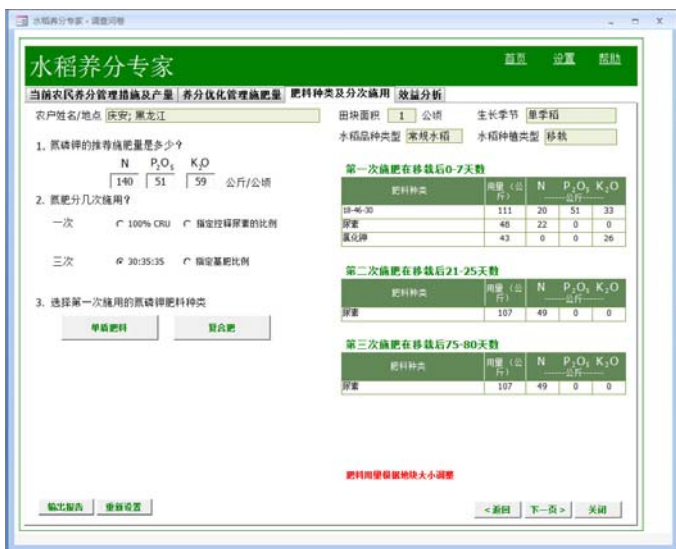 水稻养分专家 - 调查问卷
水稻养分专家
首页 设置 帮助
当前农民养分管理措施及产量 养分优化管理施肥量 肥料种类及分次施用 效益分析
农户姓名/地点 庆安; 黑龙江
田块面积 1 公顷 生长季节 单季稻
水稻品种类型 常规水稻 水稻种植类型 移栽
1. 氮磷钾的推荐施肥量是多少?
N P₂O₅ K₂O
140 51 59 公斤/公顷
2. 氮肥分几次施用?
一次 100% CRU 指定控释尿素的比例
三次 30:35:35 指定基肥比例
3. 选择第一次施用的氮磷钾肥料种类
单质肥料 复合肥
第一次施肥在移栽后0-7天数
肥料种类 用量(公斤) N P₂O₅ K₂O
------公斤------
18-46-30 111 20 51 33
尿素 48 22 0 0
氯化钾 43 0 0 26
第二次施肥在移栽后21-25天数
肥料种类 用量(公斤) N P₂O₅ K₂O
------公斤------
尿素 107 49 0 0
第三次施肥在移栽后75-80天数
肥料种类 用量(公斤) N P₂O₅ K₂O
------公斤------
尿素 107 49 0 0
肥料用量根据地块大小调整
输出报告 重新设置
<返回 下一页> 关闭